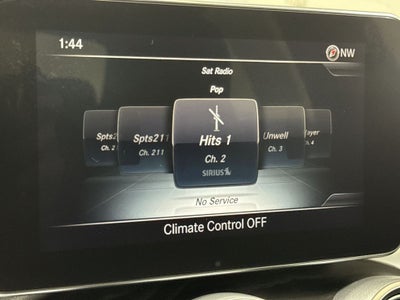 1:44
NW
Sat Radio
Pop
Spts211
Ch. 211
Hits 1
Ch. 2
SIRIUS
Unwell
Ch. 3
No Service
Climate Control OFF